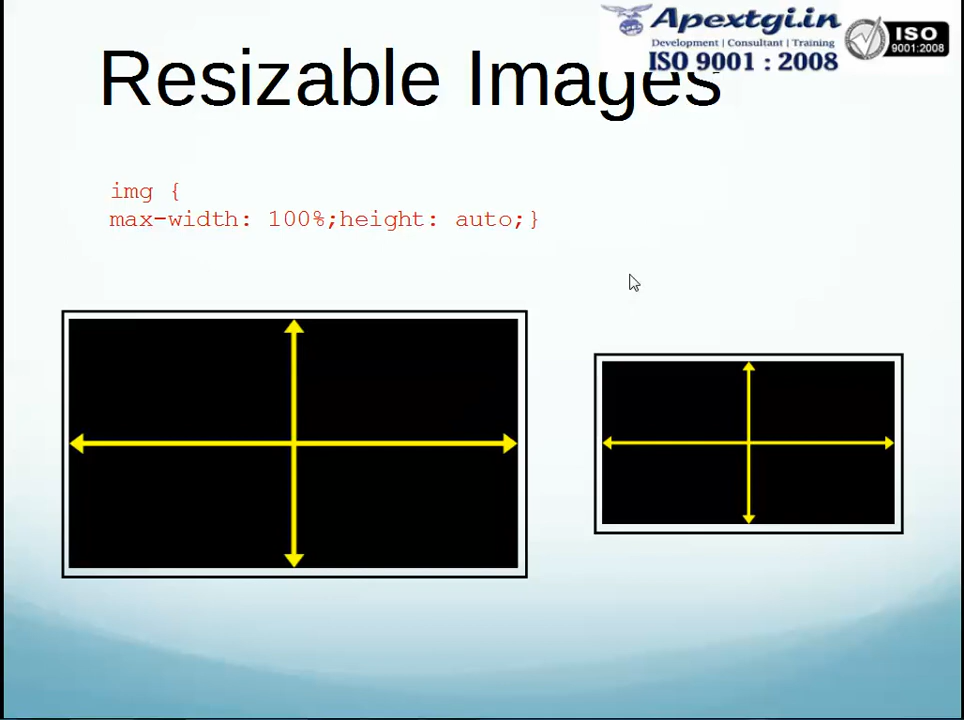 Apextgi.in
Development | Consultant | Training
ISO 9001 : 2008
ISO
9001:2008
Resizable Images
img {
max-width: 100%;height: auto;}